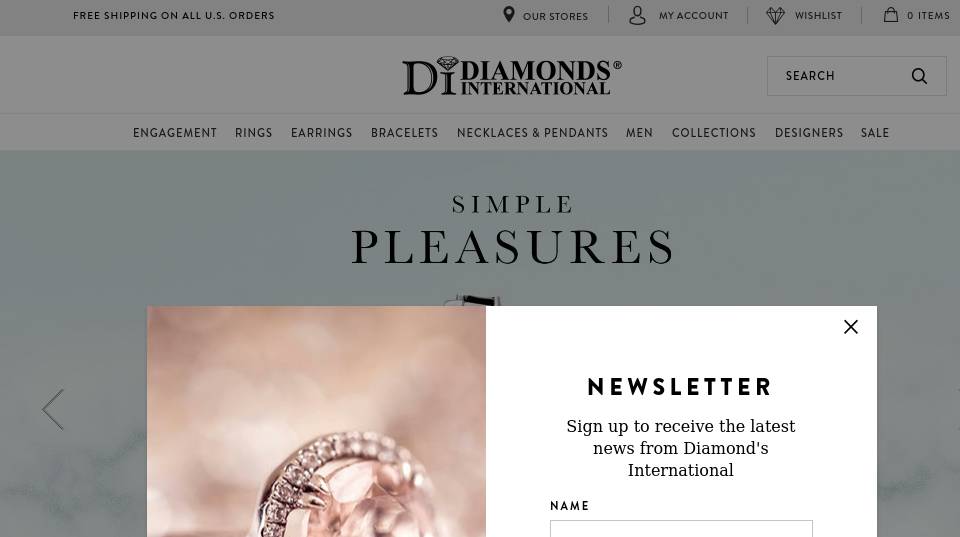 FREE SHIPPING ON ALL U.S. ORDERS
OUR STORES
MY ACCOUNT
WISHLIST
0 ITEMS
Di DIAMONDS INTERNATIONAL®
SEARCH
ENGAGEMENT RINGS EARRINGS BRACELETS NECKLACES & PENDANTS MEN COLLECTIONS DESIGNERS SALE
SIMPLE
PLEASURES
NEWSLETTER
Sign up to receive the latest
news from Diamond's
International
NAME